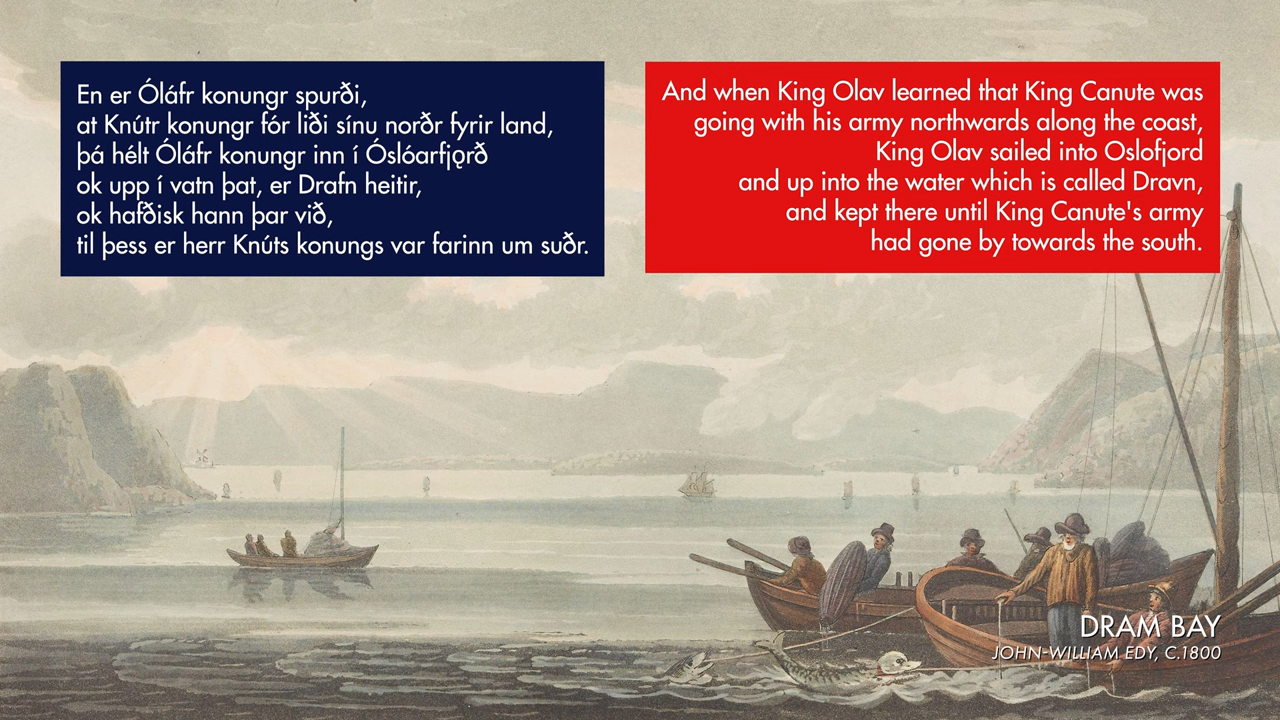 En er Óláfr konungr spurði,
at Knútr konungr fór liði sínu norðr fyrir land,
þá hélt Óláfr konungr inn í Óslóarfjǫrð
ok upp í vatn þat, er Drafn heitir,
ok hafðisk hann þar við,
til þess er herr Knúts konungs var farinn um suðr.
And when King Olav learned that King Canute was
going with his army northwards along the coast,
King Olav sailed into Oslofjord
and up into the water which is called Dravn,
and kept there until King Canute's army
had gone by towards the south.
DRAM BAY
JOHN-WILLIAM EDY, C.1800